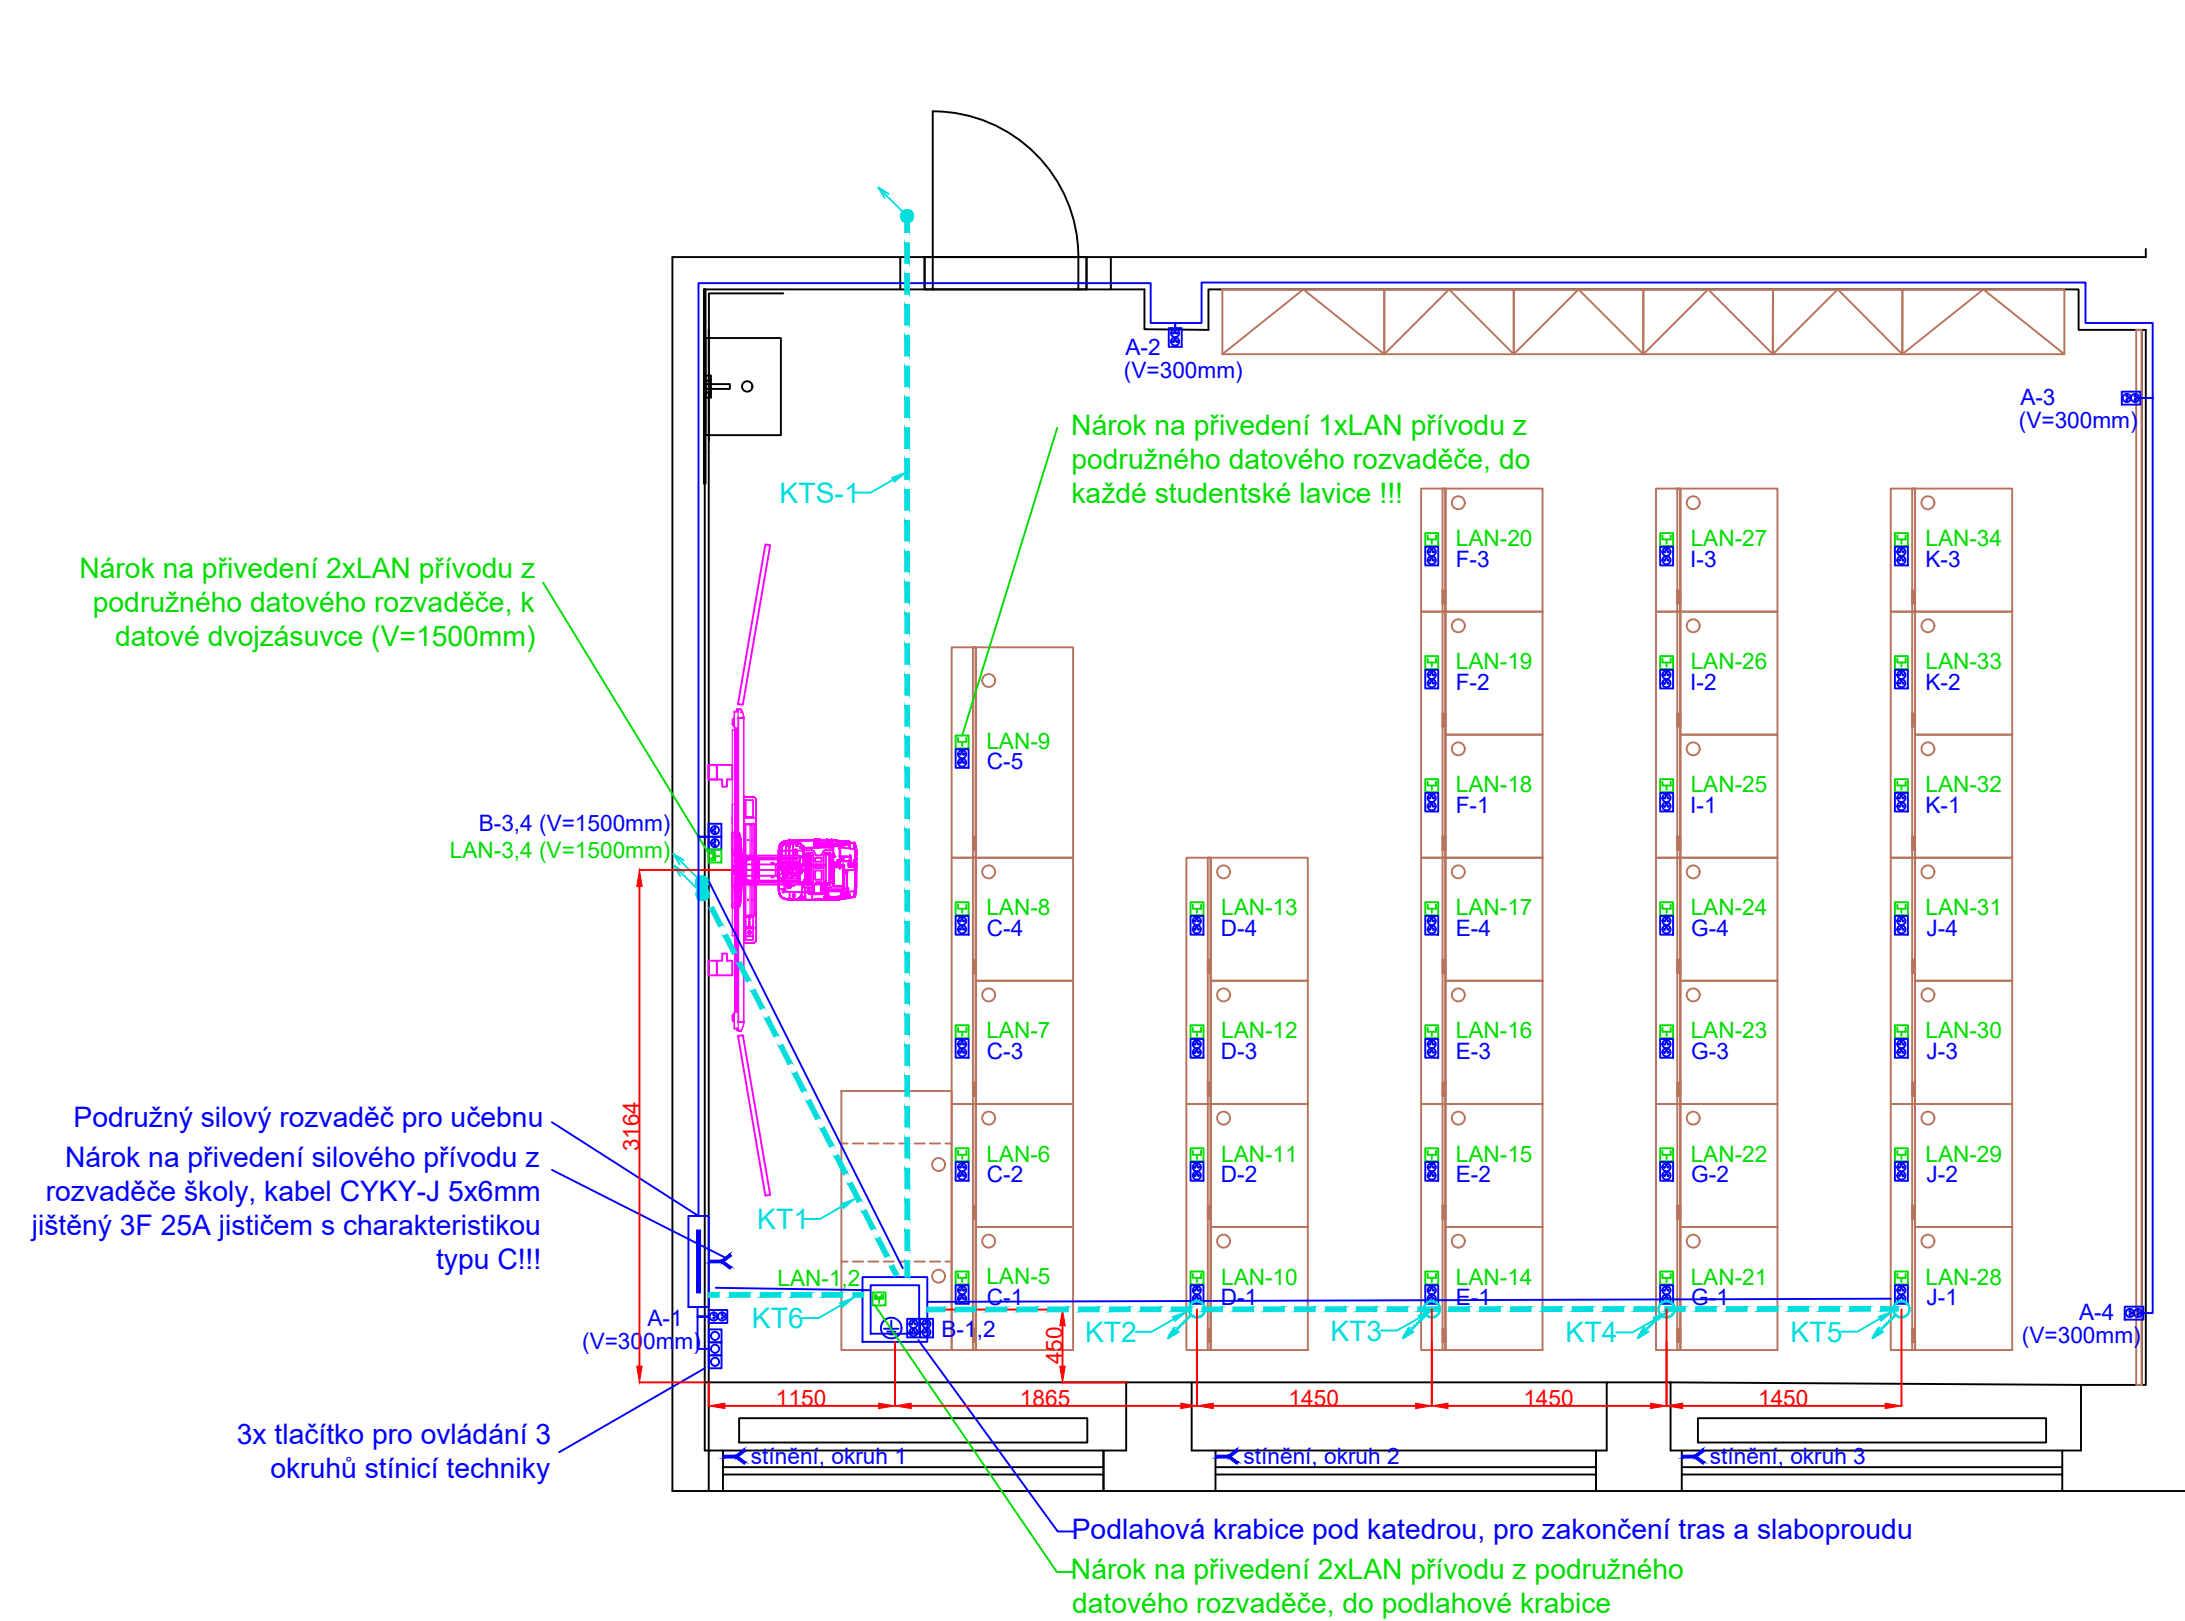 A-2
(V=300mm)
A-3
(V=300mm)
Nárok na přivedení 1xLAN přívodu z
podružného datového rozvaděče, do
každé studentské lavice !!!
KTS-1
Nárok na přivedení 2xLAN přívodu z
podružného datového rozvaděče, k
datové dvojzásuvce (V=1500mm)
LAN-20
F-3
LAN-27
I-3
LAN-34
K-3
LAN-19
F-2
LAN-26
I-2
LAN-33
K-2
LAN-9
C-5
LAN-18
F-1
LAN-25
I-1
LAN-32
K-1
B-3,4 (V=1500mm)
LAN-3,4 (V=1500mm)
LAN-8
C-4
LAN-13
D-4
LAN-17
E-4
LAN-24
G-4
LAN-31
J-4
LAN-7
C-3
LAN-12
D-3
LAN-16
E-3
LAN-23
G-3
LAN-30
J-3
3164
Podružný silový rozvaděč pro učebnu
Nárok na přivedení silového přívodu z
rozvaděče školy, kabel CYKY-J 5x6mm
jištěný 3F 25A jističem s charakteristikou
typu C!!!
LAN-6
C-2
LAN-11
D-2
LAN-15
E-2
LAN-22
G-2
LAN-29
J-2
KT1
LAN-1,2
LAN-5
C-1
LAN-10
D-1
LAN-14
E-1
LAN-21
G-1
LAN-28
J-1
A-1
(V=300mm)
KT6
B-1,2
450
KT2
KT3
KT4
KT5
A-4
(V=300mm)
1150
1865
1450
1450
1450
3x tlačítko pro ovládání 3
okruhů stínicí techniky
stínění, okruh 1
stínění, okruh 2
stínění, okruh 3
Podlahová krabice pod katedrou, pro zakončení tras a slaboproudu
Nárok na přivedení 2xLAN přívodu z podružného
datového rozvaděče, do podlahové krabice